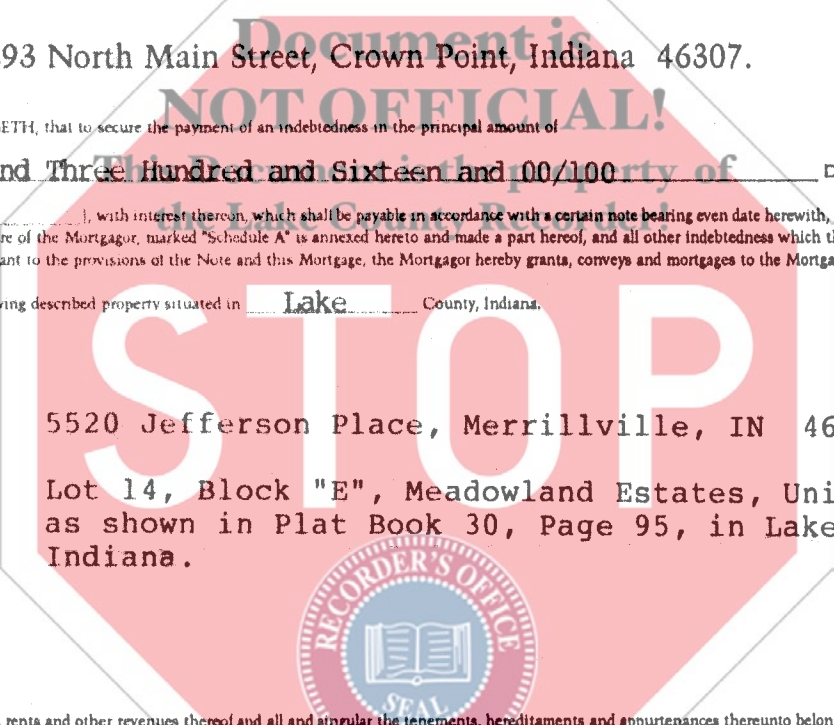 Document is
93 North Main Street, Crown Point, Indiana 46307.
NOT OFFICIAL!
ETH, that to secure the payment of an indebtedness in the principal amount of
The Document is the property of
nd Three Hundred and Sixteen and 00/100 D
the Lake County Recorder!
), with interest thereon, which shall be payable in accordance with a certain note bearing even date herewith,
re of the Mortgagor, marked "Schedule A" is annexed hereto and made a part hereof, and all other indebtedness which th
ant to the provisions of the Note and this Mortgage, the Mortgagor hereby grants, conveys and mortgages to the Mortga
ing described property situated in Lake County, Indiana.
STOP
5520 Jefferson Place, Merrillville, IN 46
Lot 14, Block "E", Meadowland Estates, Uni
as shown in Plat Book 30, Page 95, in Lake
Indiana.
RECORDER'S OFFICE
SEAL
rents and other revenues thereof and all and singular the tenements, hereditaments and appurtenances thereunto belon